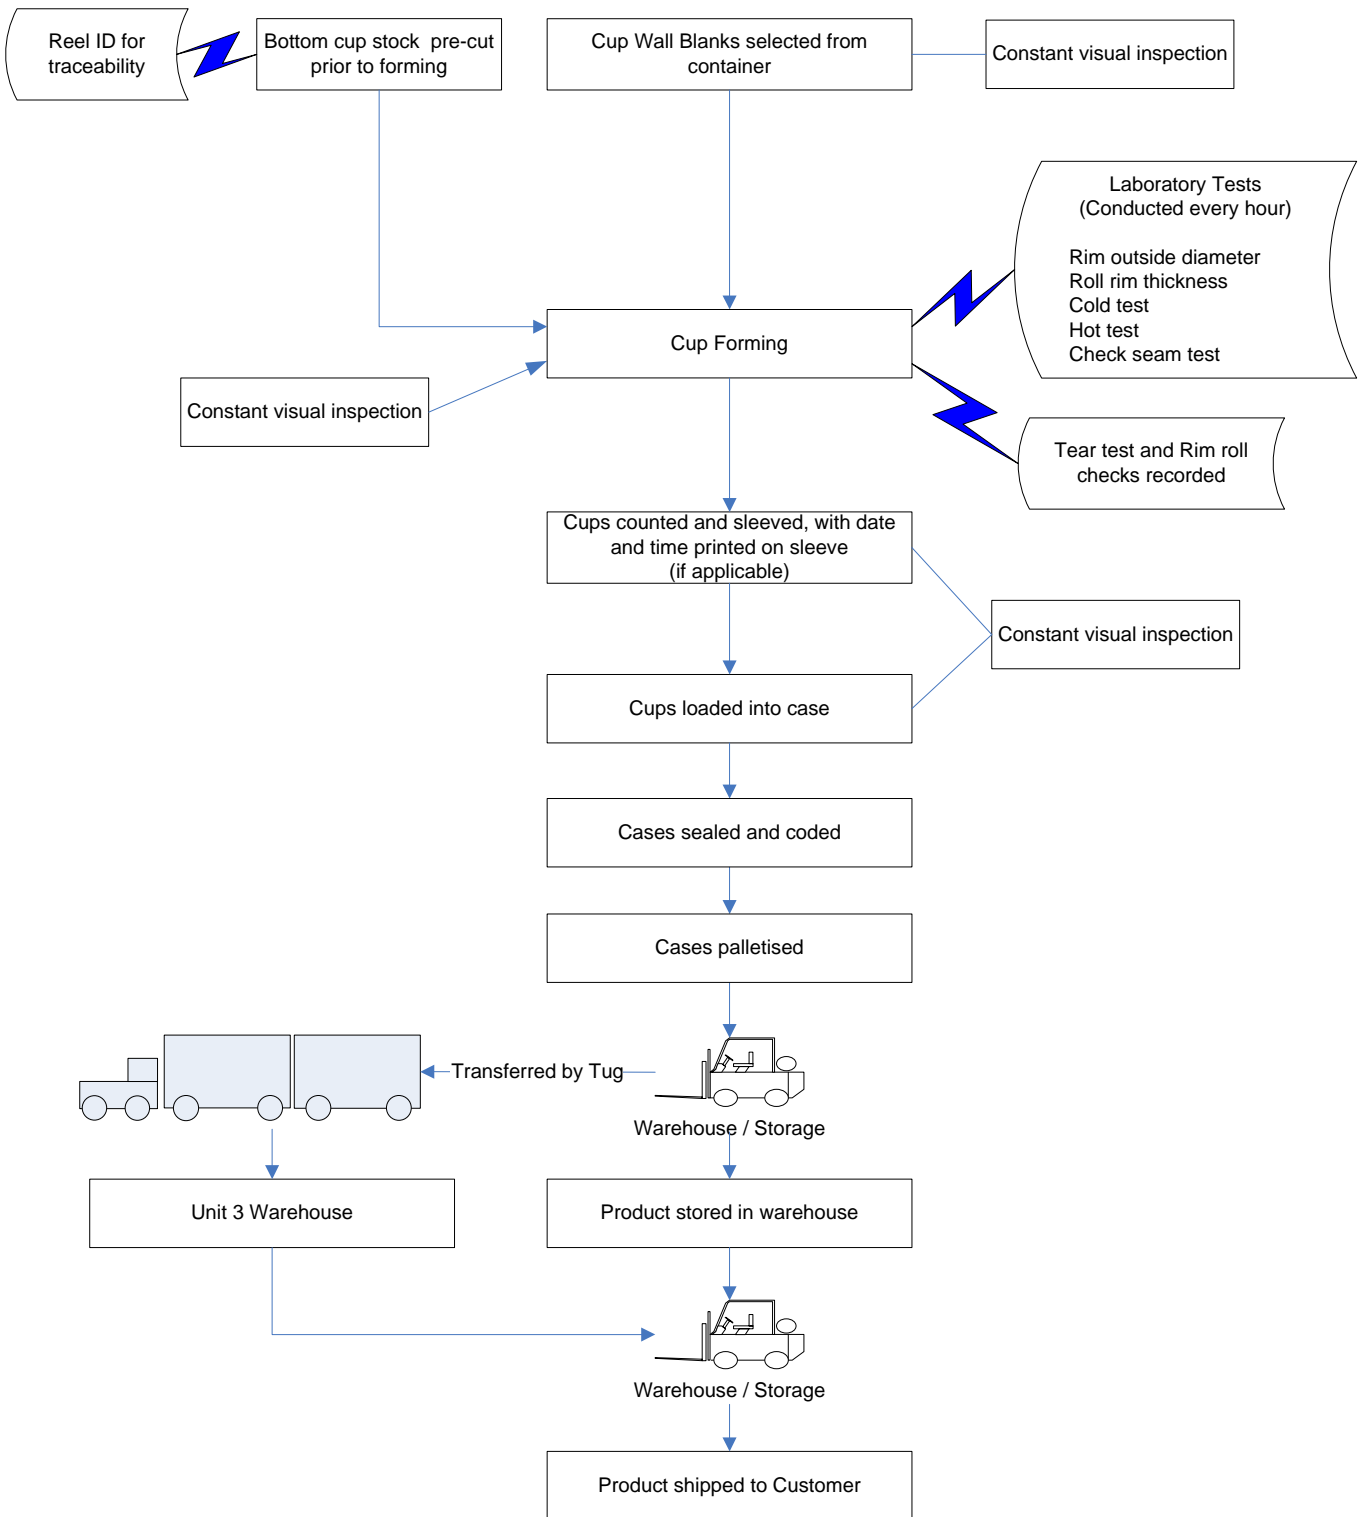 Reel ID for
traceability
Bottom cup stock pre-cut
prior to forming
Cup Wall Blanks selected from
container
Constant visual inspection
Laboratory Tests
(Conducted every hour)
Rim outside diameter
Roll rim thickness
Cold test
Hot test
Check seam test
Cup Forming
Constant visual inspection
Tear test and Rim roll
checks recorded
Cups counted and sleeved, with date
and time printed on sleeve
(if applicable)
Constant visual inspection
Cups loaded into case
Cases sealed and coded
Cases palletised
Transferred by Tug
Warehouse / Storage
Unit 3 Warehouse
Product stored in warehouse
Warehouse / Storage
Product shipped to Customer